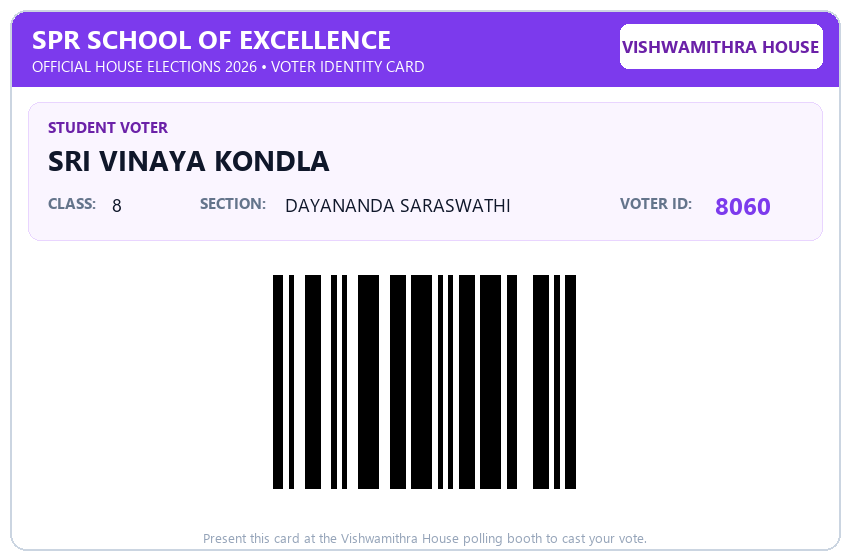 SPR SCHOOL OF EXCELLENCE
OFFICIAL HOUSE ELECTIONS 2026 • VOTER IDENTITY CARD
VISHWAMITHRA HOUSE
STUDENT VOTER
SRI VINAYA KONDLA
CLASS: 8 SECTION: DAYANANDA SARASWATHI VOTER ID: 8060
Present this card at the Vishwamithra House polling booth to cast your vote.